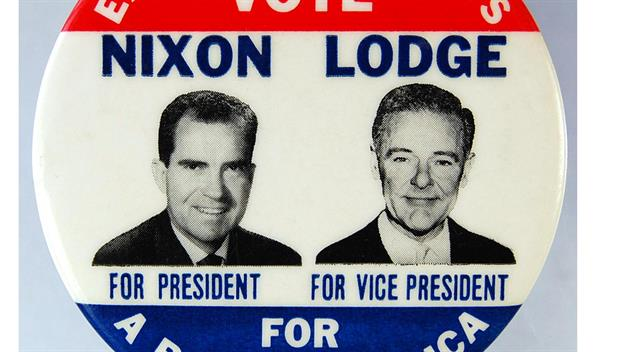 VOTE
NIXON LODGE
FOR PRESIDENT FOR VICE PRESIDENT
FOR
A